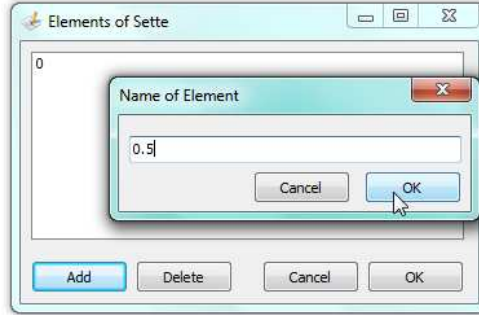 Elements of Sette
0
Name of Element
0.5
Cancel OK
Add Delete Cancel OK